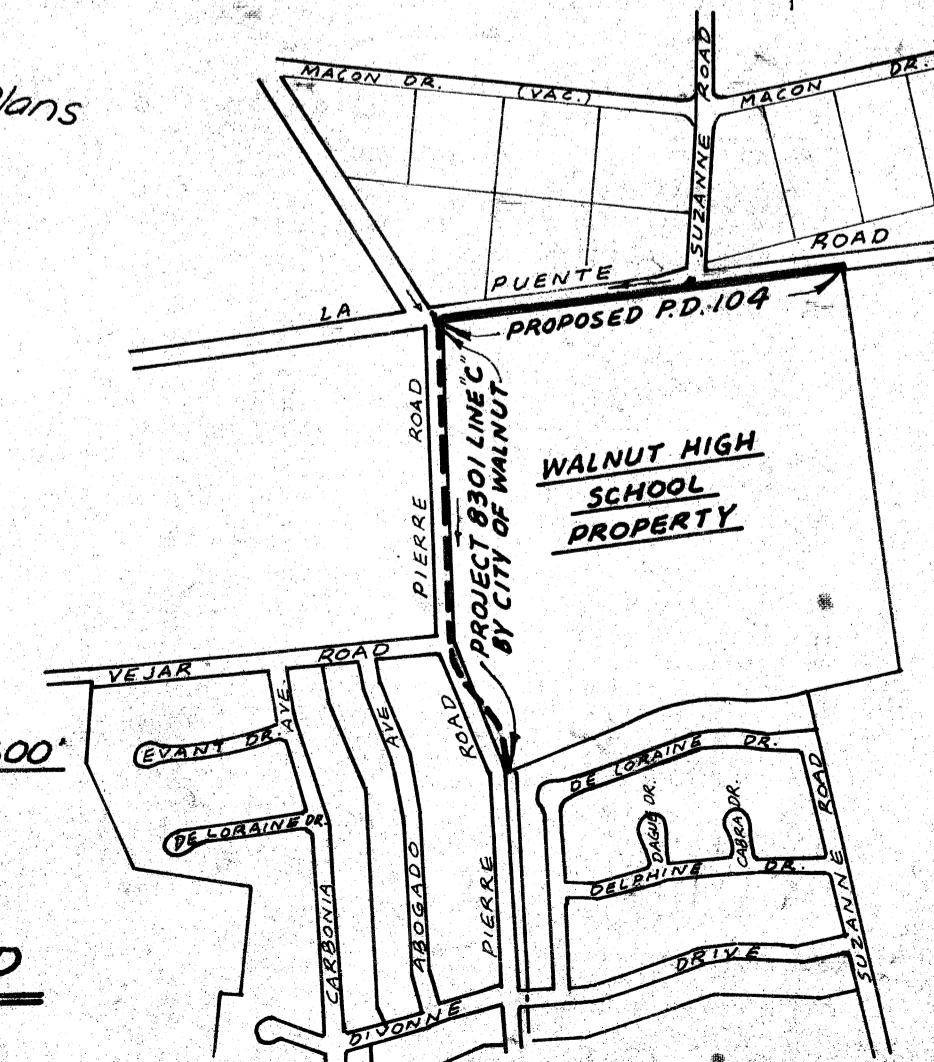 lans
MACON DR. (VAC.)
MACON DR.
SUZANNE ROAD
LA PUENTE ROAD
PROPOSED P.D. 104
PIERRE ROAD
PROJECT 8301 LINE "C"
BY CITY OF WALNUT
WALNUT HIGH
SCHOOL
PROPERTY
VEJAR ROAD
AVE.
AVE
ROAD
EVANT DR.
DE LORAINE DR.
DE LORAINE DR.
DAGUE DR.
CABRA DR.
DELPHINE DR.
SUZANNE ROAD
CARBONIA
ABOGADO
PIERRE
DRIVE
DIVONNE
00'
D